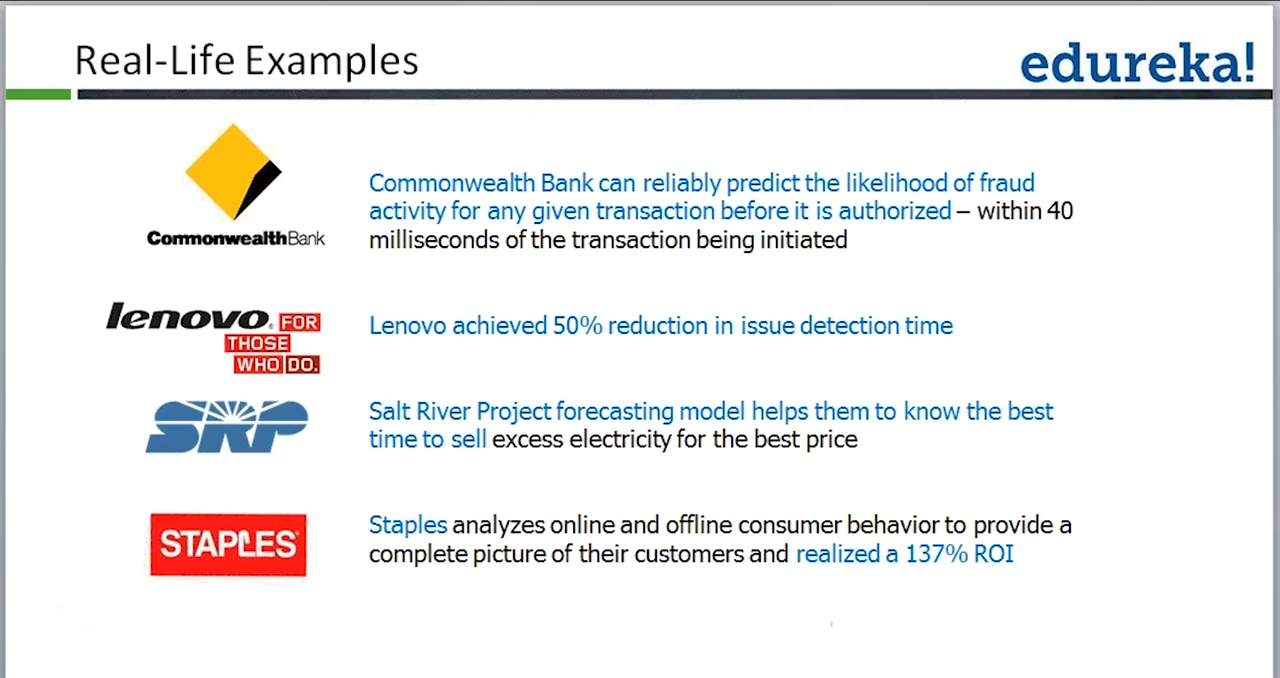 Real-Life Examples
edureka!
Commonwealth Bank can reliably predict the likelihood of fraud
activity for any given transaction before it is authorized – within 40
milliseconds of the transaction being initiated
CommonwealthBank
lenovo FOR
THOSE
WHO DO.
Lenovo achieved 50% reduction in issue detection time
SRP
Salt River Project forecasting model helps them to know the best
time to sell excess electricity for the best price
STAPLES
Staples analyzes online and offline consumer behavior to provide a
complete picture of their customers and realized a 137% ROI